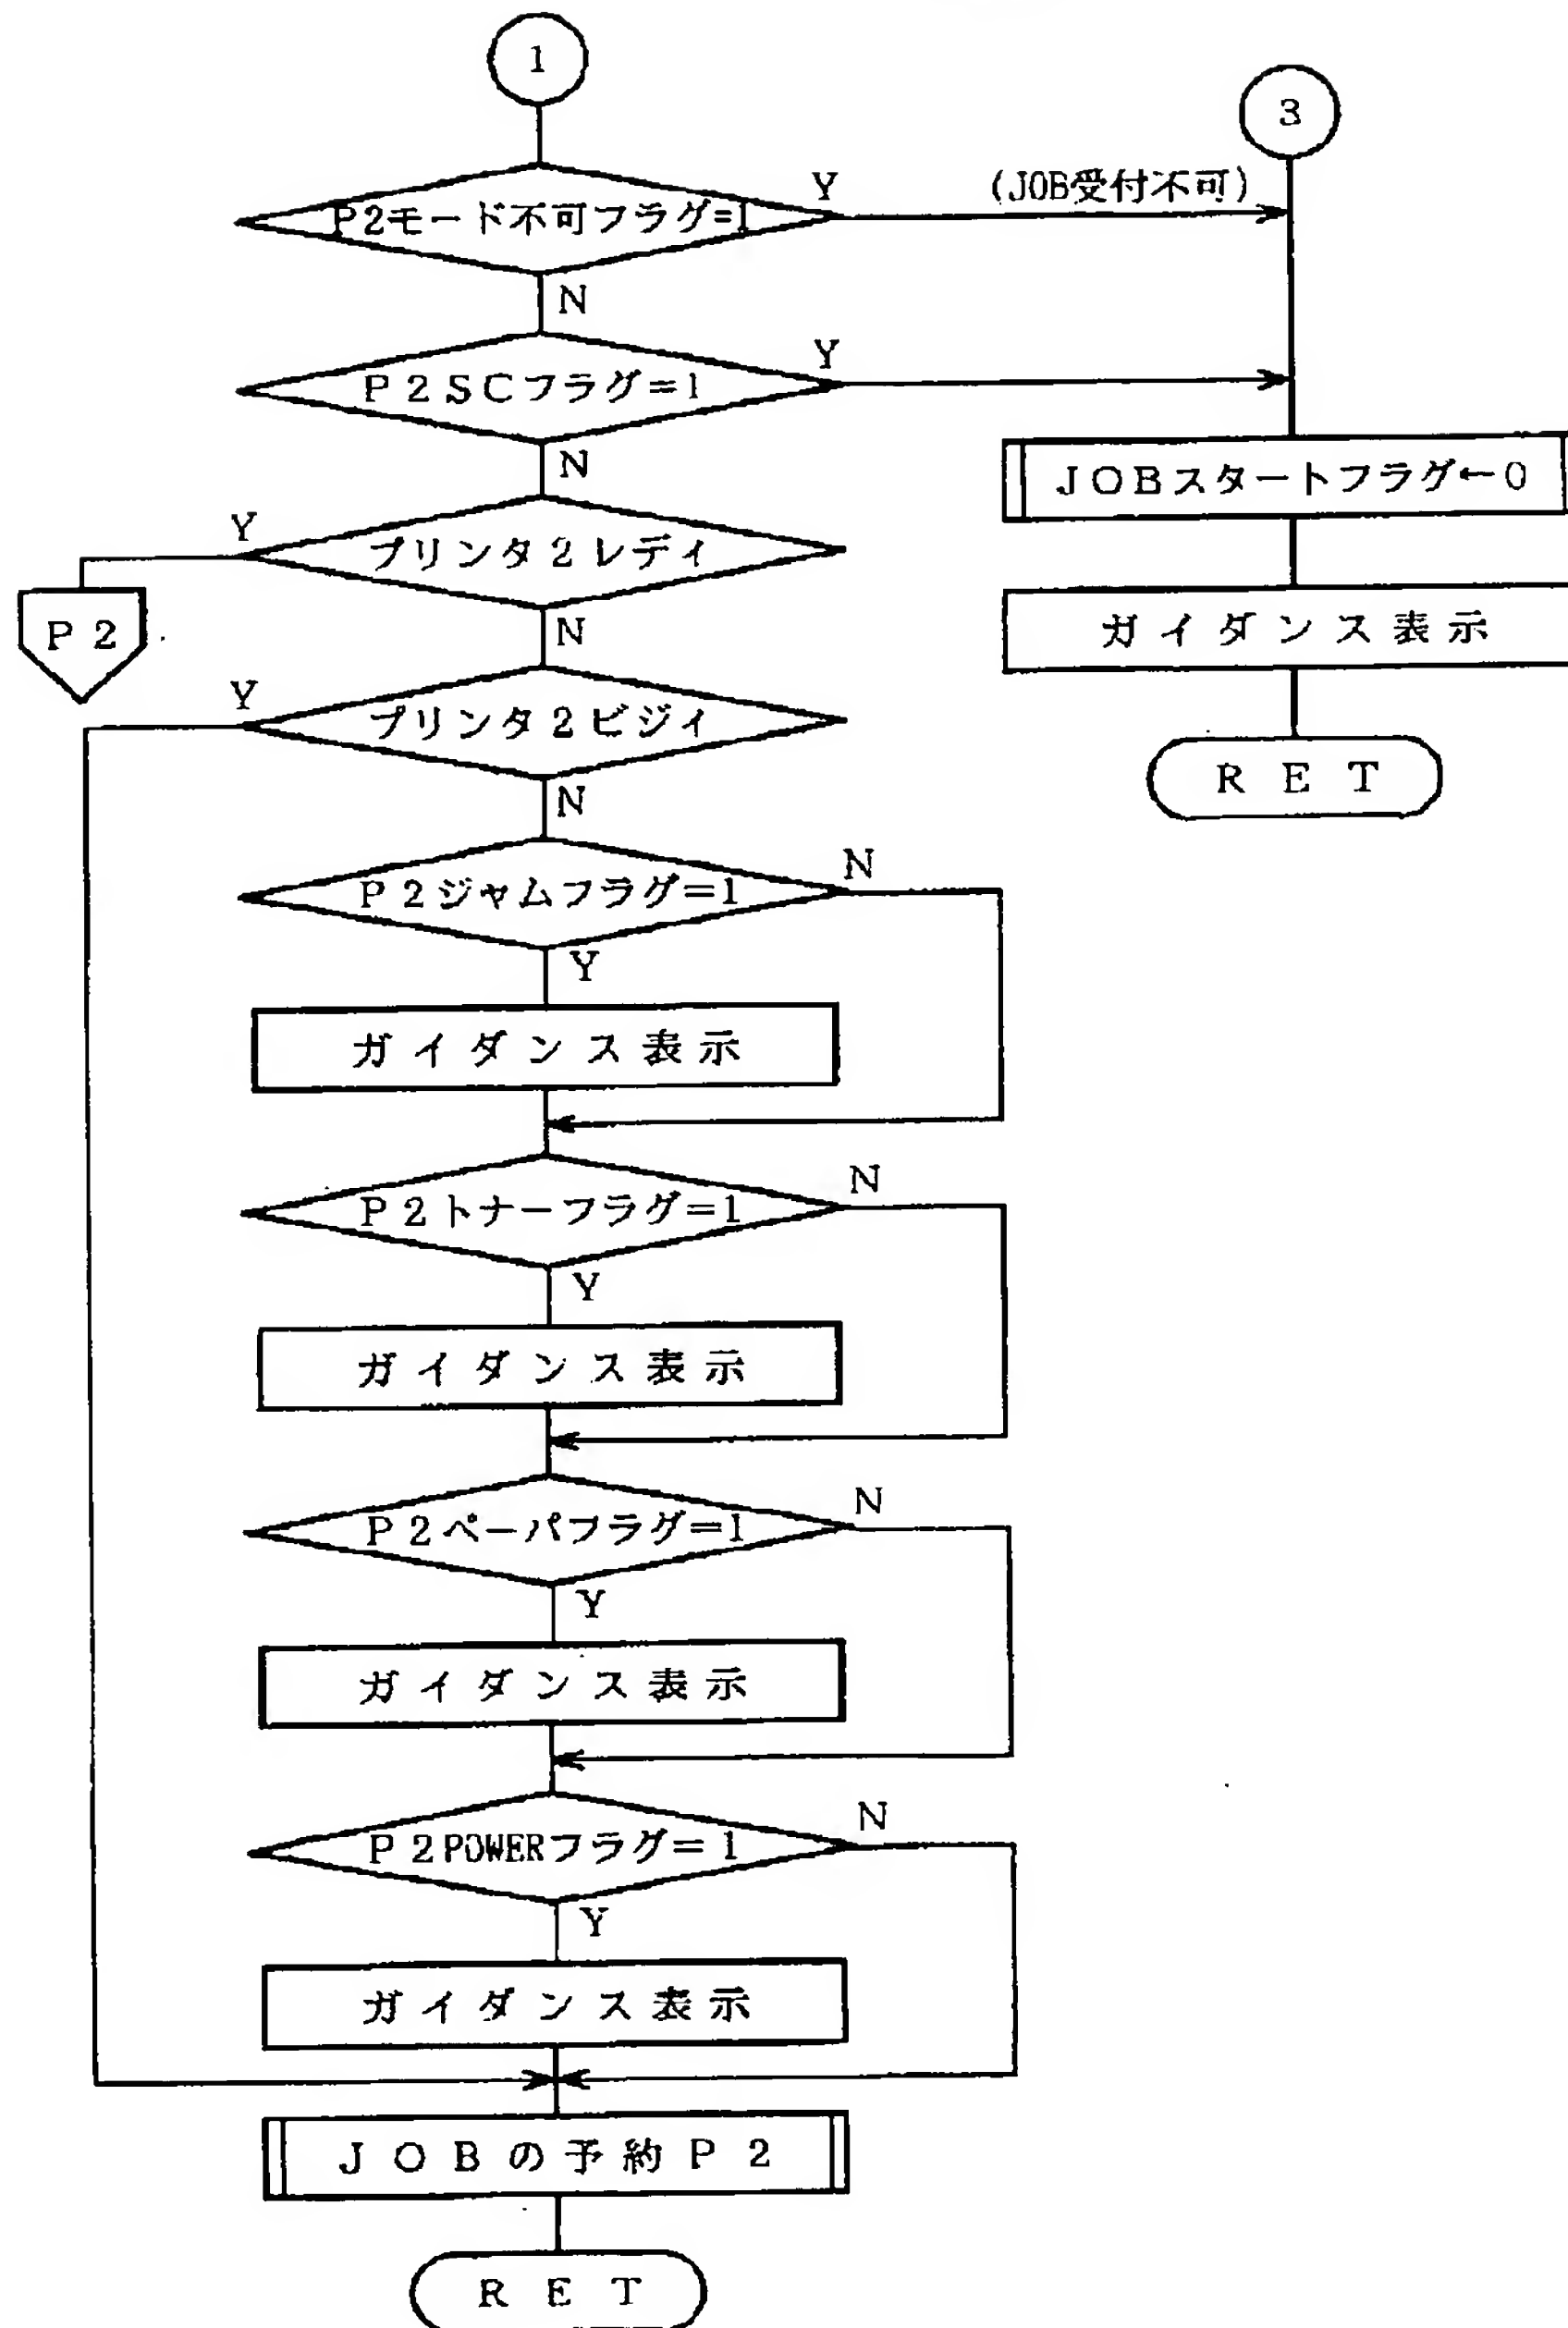 1
3
P2モード不可フラグ=1
Y
(JOB受付不可)
N
P2SCフラグ=1
Y
N
JOBスタートフラグ←0
Y
プリンタ2レディ
P2
N
ガイダンス表示
Y
プリンタ2ビジィ
RET
N
P2ジャムフラグ=1
N
Y
ガイダンス表示
P2トナーフラグ=1
N
Y
ガイダンス表示
P2ペーパフラグ=1
N
Y
ガイダンス表示
P2POWERフラグ=1
N
Y
ガイダンス表示
JOBの予約P2
RET